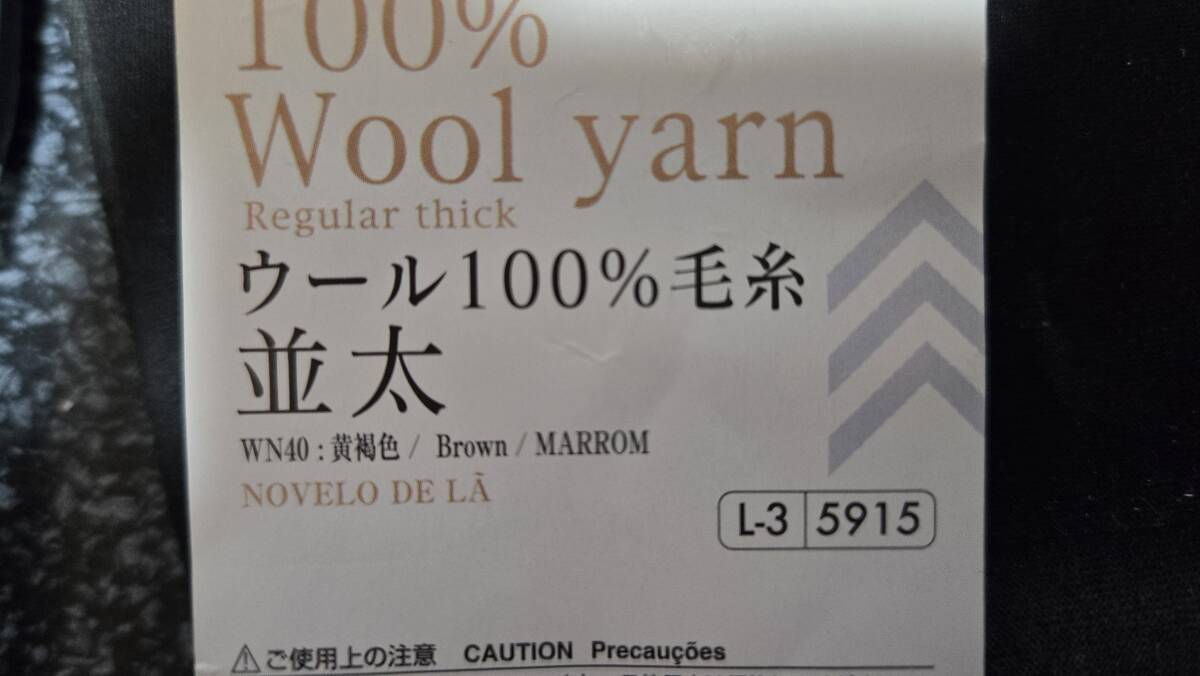 100%
Wool yarn
Regular thick
ウール100%毛糸
並太
WN40 : 黄褐色 / Brown / MARROM
NOVELO DE LÃ
L-3 5915
⚠ご使用上の注意 CAUTION Precauções